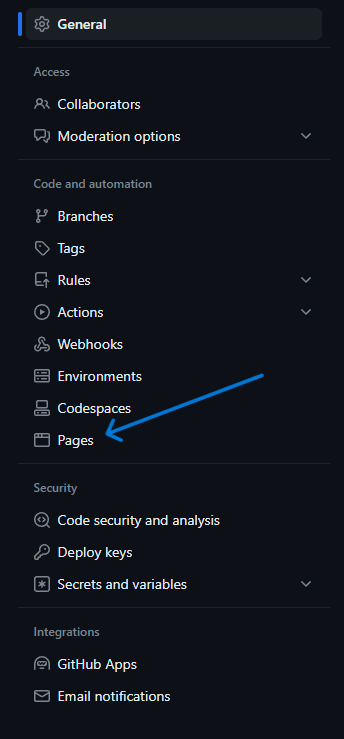 General
Access
Collaborators
Moderation options
Code and automation
Branches
Tags
Rules
Actions
Webhooks
Environments
Codespaces
Pages
Security
Code security and analysis
Deploy keys
Secrets and variables
Integrations
GitHub Apps
Email notifications